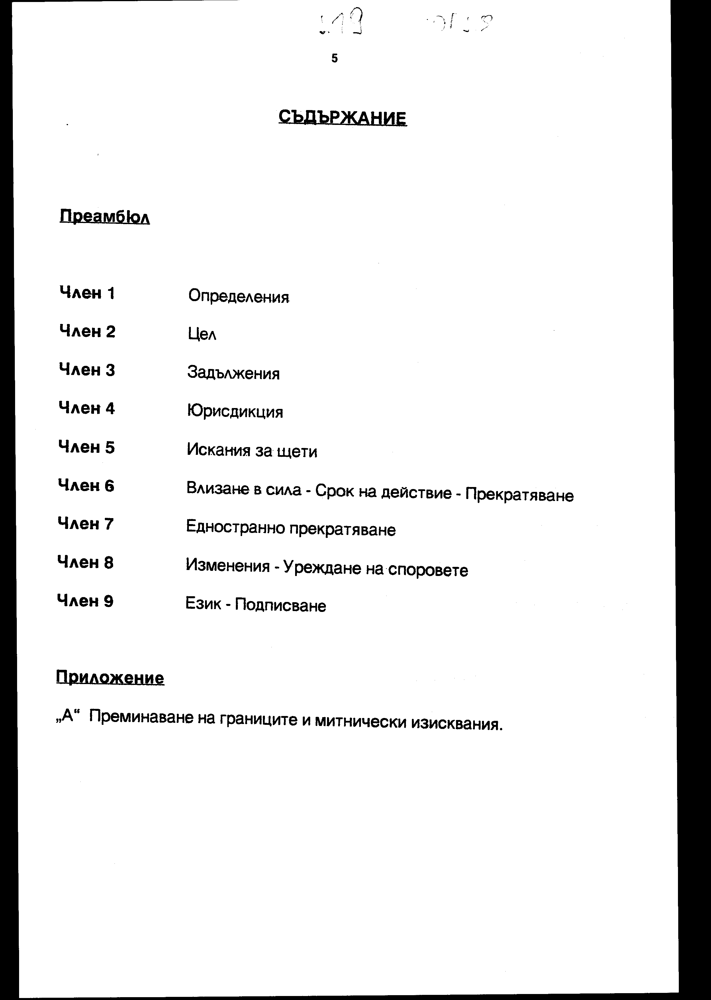 5
СЪДЪРЖАНИЕ
Преамбюл
Член 1 Определения
Член 2 Цел
Член 3 Задължения
Член 4 Юрисдикция
Член 5 Искания за щети
Член 6 Влизане в сила - Срок на действие - Прекратяване
Член 7 Едностранно прекратяване
Член 8 Изменения - Уреждане на споровете
Член 9 Език - Подписване
Приложение
„А“ Преминаване на границите и митнически изисквания.